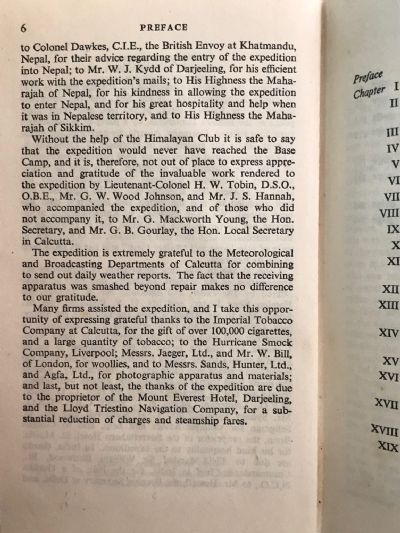 6 PREFACE
to Colonel Dawkes, C.I.E., the British Envoy at Khatmandu,
Nepal, for their advice regarding the entry of the expedition
into Nepal; to Mr. W. J. Kydd of Darjeeling, for his efficient
work with the expedition's mails; to His Highness the Maha-
rajah of Nepal, for his kindness in allowing the expedition
to enter Nepal, and for his great hospitality and help when
it was in Nepalese territory, and to His Highness the Maha-
rajah of Sikkim.
Without the help of the Himalayan Club it is safe to say
that the expedition would never have reached the Base
Camp, and it is, therefore, not out of place to express appre-
ciation and gratitude of the invaluable work rendered to
the expedition by Lieutenant-Colonel H. W. Tobin, D.S.O.,
O.B.E., Mr. G. W. Wood Johnson, and Mr. J. S. Hannah,
who accompanied the expedition, and of those who did
not accompany it, to Mr. G. Mackworth Young, the Hon.
Secretary, and Mr. G. B. Gourlay, the Hon. Local Secretary
in Calcutta.
The expedition is extremely grateful to the Meteorological
and Broadcasting Departments of Calcutta for combining
to send out daily weather reports. The fact that the receiving
apparatus was smashed beyond repair makes no difference
to our gratitude.
Many firms assisted the expedition, and I take this oppor-
tunity of expressing grateful thanks to the Imperial Tobacco
Company at Calcutta, for the gift of over 100,000 cigarettes,
and a large quantity of tobacco; to the Hurricane Smock
Company, Liverpool; Messrs. Jaeger, Ltd., and Mr. W. Bill,
of London, for woollies, and to Messrs. Sands, Hunter, Ltd.,
and Agfa, Ltd., for photographic apparatus and materials;
and last, but not least, the thanks of the expedition are due
to the proprietor of the Mount Everest Hotel, Darjeeling,
and the Lloyd Triestino Navigation Company, for a sub-
stantial reduction of charges and steamship fares.
Preface
Chapter I
II
III
IV
V
VI
VII
VIII
IX
X
XI
XII
XIII
XIV
XV
XVI
XVII
XVIII
XIX